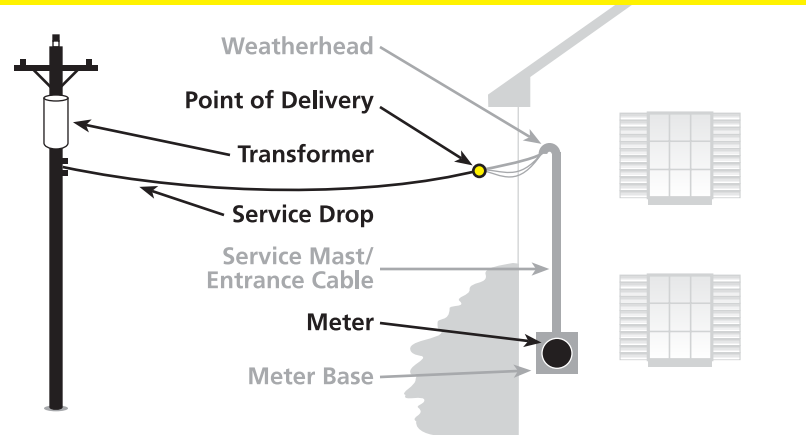 Weatherhead
Point of Delivery
Transformer
Service Drop
Service Mast/
Entrance Cable
Meter
Meter Base